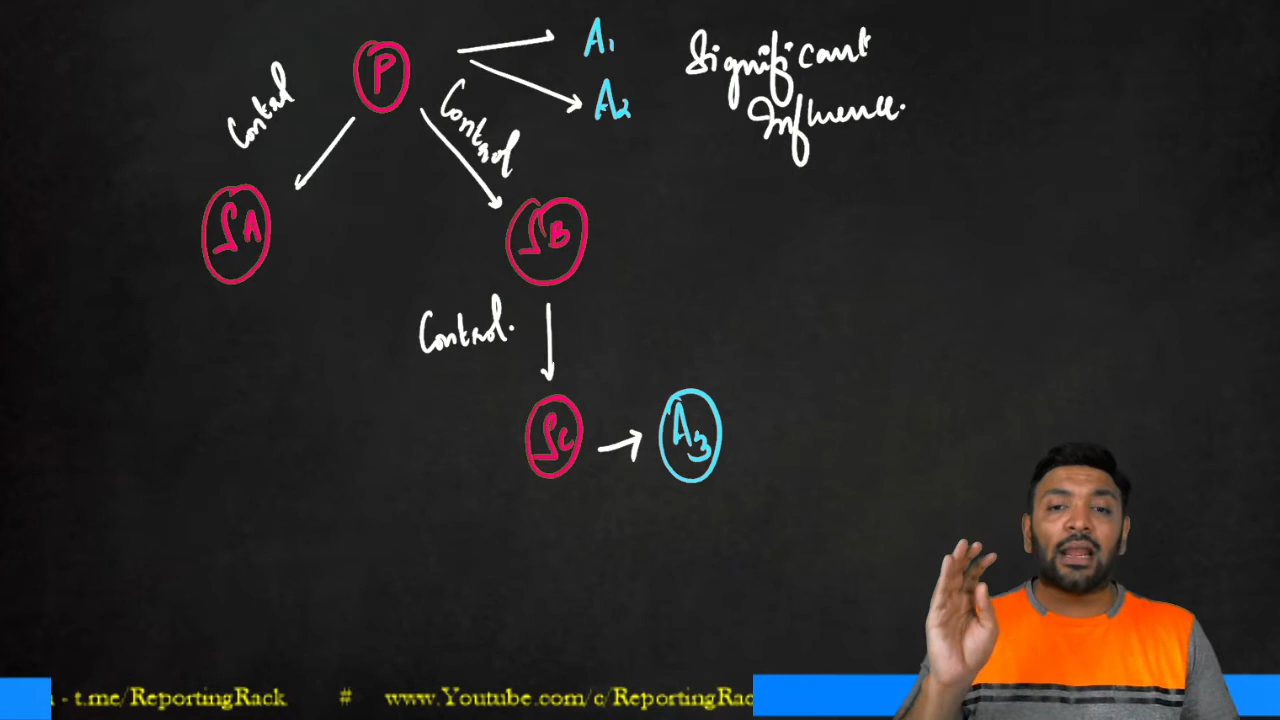 P
A1
A2
Significant
Influence.
Control
Control
SA
SB
Control.
SC
A3
- t.me/ReportingRack # www.Youtube.com/c/ReportingRac